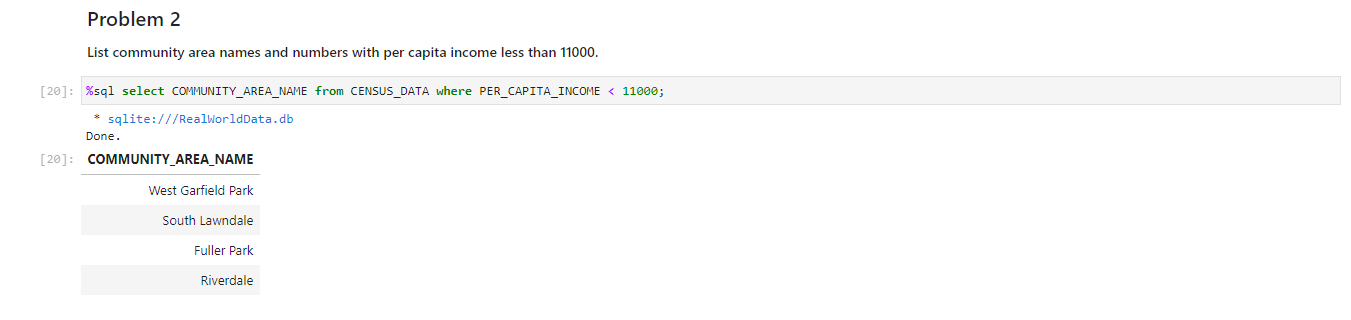 Problem 2
List community area names and numbers with per capita income less than 11000.
[20]: %sql select COMMUNITY_AREA_NAME from CENSUS_DATA where PER_CAPITA_INCOME < 11000;
* sqlite:///RealWorldData.db
Done.
[20]: COMMUNITY_AREA_NAME
West Garfield Park
South Lawndale
Fuller Park
Riverdale